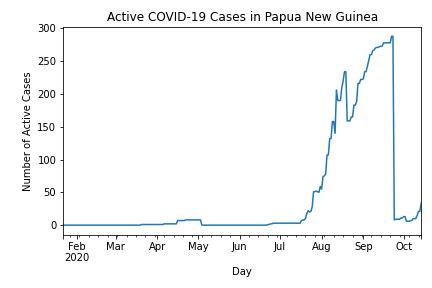 Active COVID-19 Cases in Papua New Guinea
Number of Active Cases
300
250
200
150
100
50
0
Feb Mar Apr May Jun Jul Aug Sep Oct
2020
Day